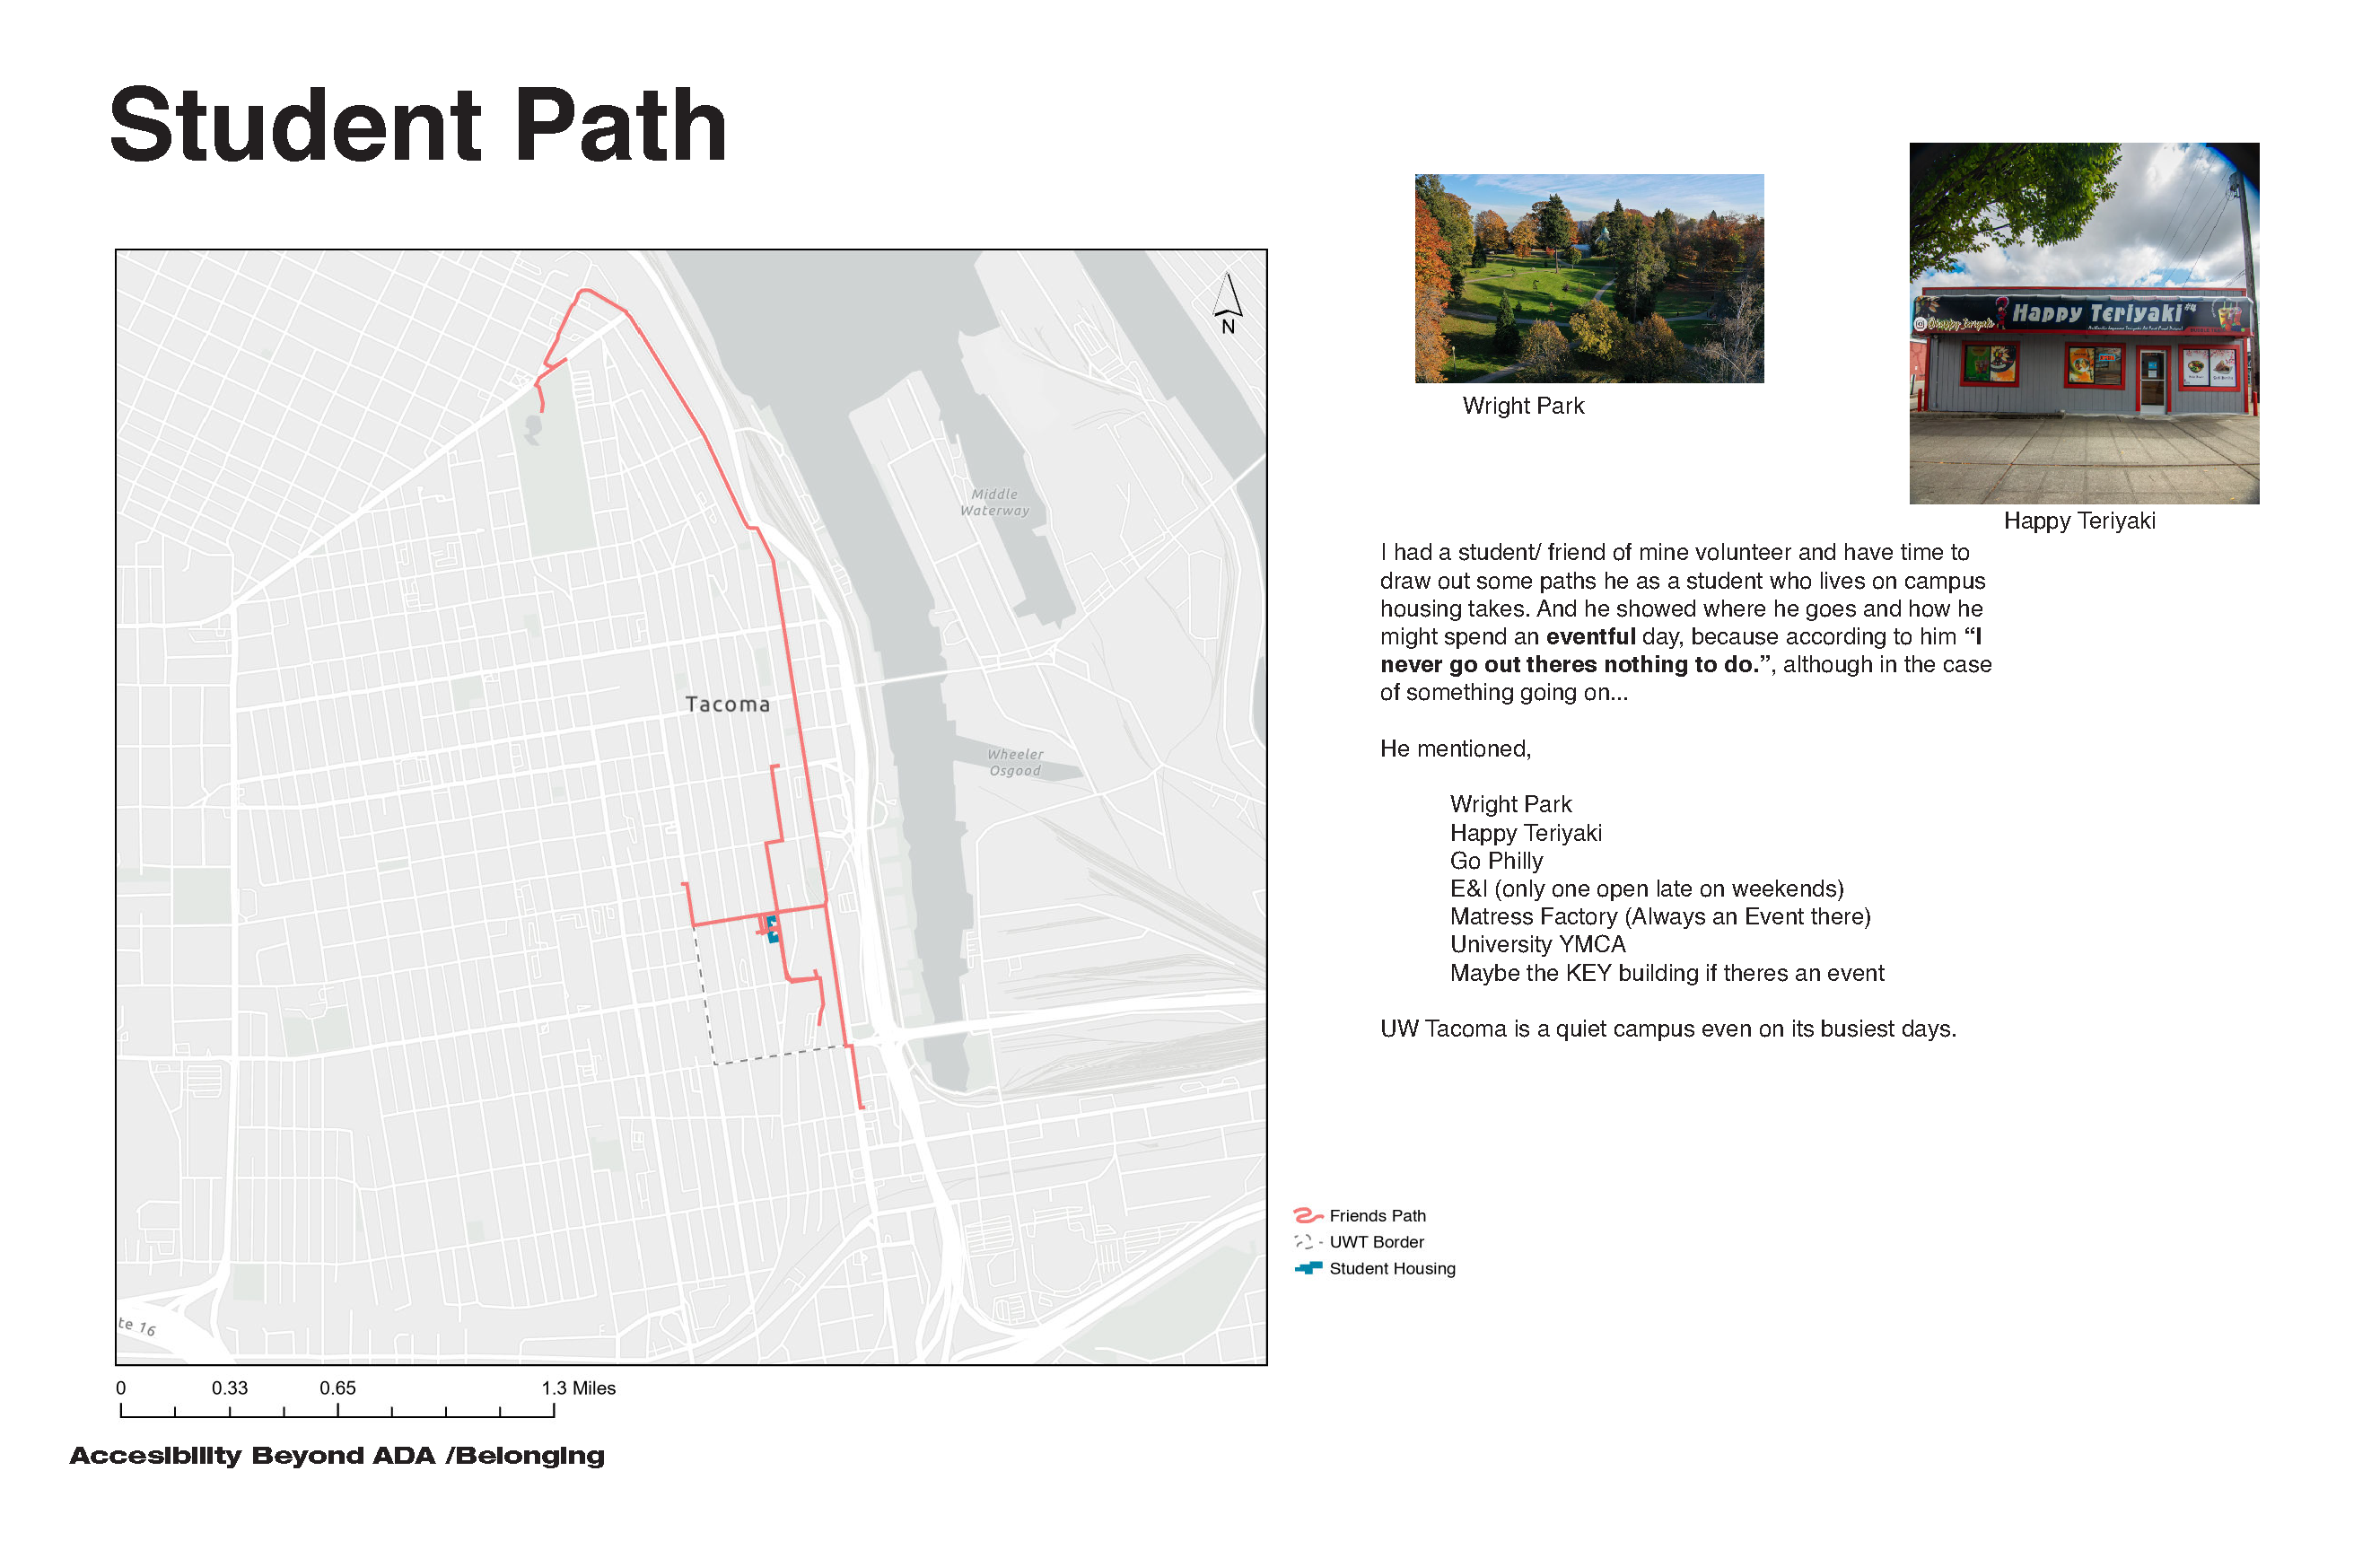 Student Path
N
Middle
Waterway
Tacoma
Wheeler
Osgood
te 16
0 0.33 0.65 1.3 Miles
Accesibility Beyond ADA /Belonging
Wright Park
Happy Teriyaki #4
@happy_teriyaki
Happy Teriyaki
I had a student/ friend of mine volunteer and have time to
draw out some paths he as a student who lives on campus
housing takes. And he showed where he goes and how he
might spend an eventful day, because according to him “I
never go out theres nothing to do.”, although in the case
of something going on...
He mentioned,
Wright Park
Happy Teriyaki
Go Philly
E&I (only one open late on weekends)
Matress Factory (Always an Event there)
University YMCA
Maybe the KEY building if theres an event
UW Tacoma is a quiet campus even on its busiest days.
Friends Path
UWT Border
Student Housing